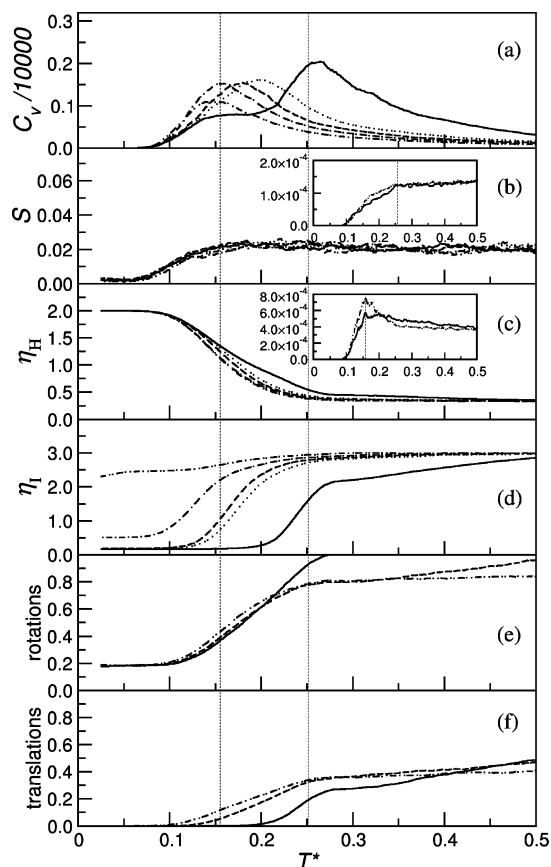 C_v/10000
0.3
0.2
0.1
0.0
(a)
S
0.06
0.04
0.02
0.00
(b)
2.0×10⁻⁴
1.0×10⁻⁴
0.0
0 0.1 0.2 0.3 0.4 0.5
η_H
2.0
1.5
1.0
0.5
0.0
(c)
8.0×10⁻⁴
6.0×10⁻⁴
4.0×10⁻⁴
2.0×10⁻⁴
0.0
0 0.1 0.2 0.3 0.4 0.5
η_I
3.0
2.0
1.0
0.0
(d)
rotations
0.8
0.6
0.4
0.2
0.0
(e)
translations
0.8
0.6
0.4
0.2
0
(f)
0 0.1 0.2 0.3 0.4 0.5
T*